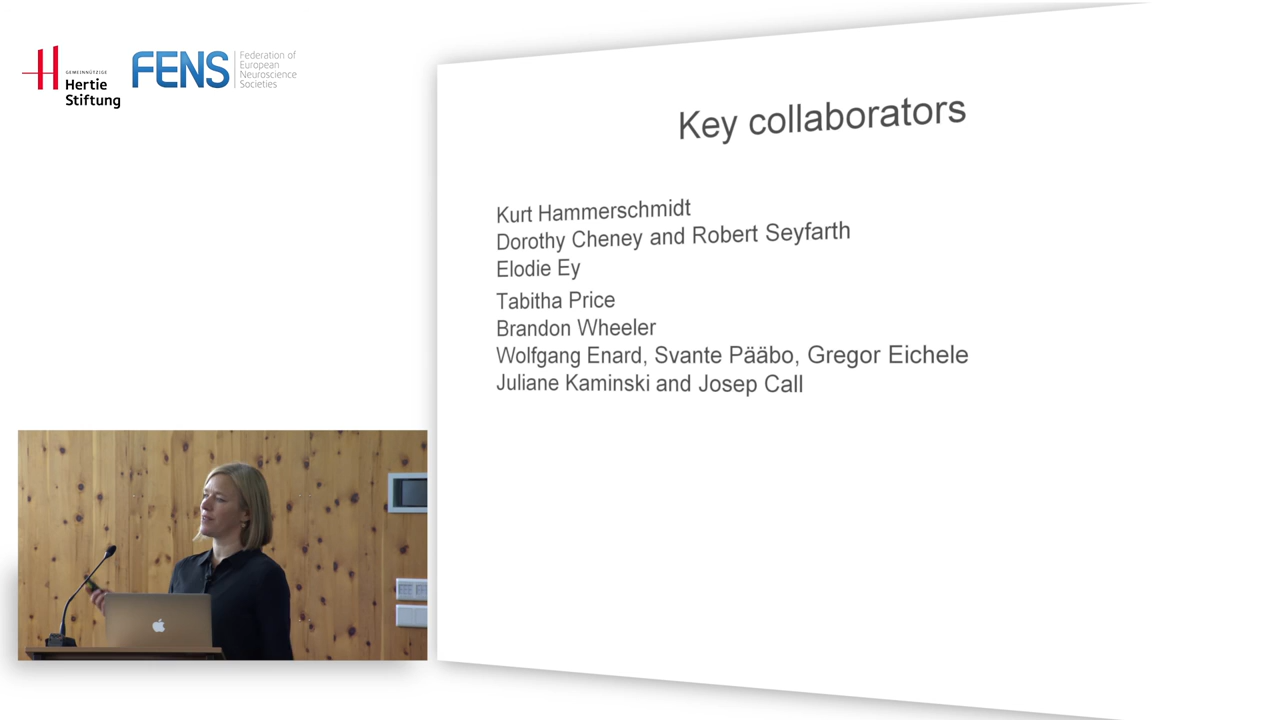 GEMEINNÜTZIGE
Hertie
Stiftung
FENS
Federation of
European
Neuroscience
Societies
Key collaborators
Kurt Hammerschmidt
Dorothy Cheney and Robert Seyfarth
Elodie Ey
Tabitha Price
Brandon Wheeler
Wolfgang Enard, Svante Pääbo, Gregor Eichele
Juliane Kaminski and Josep Call